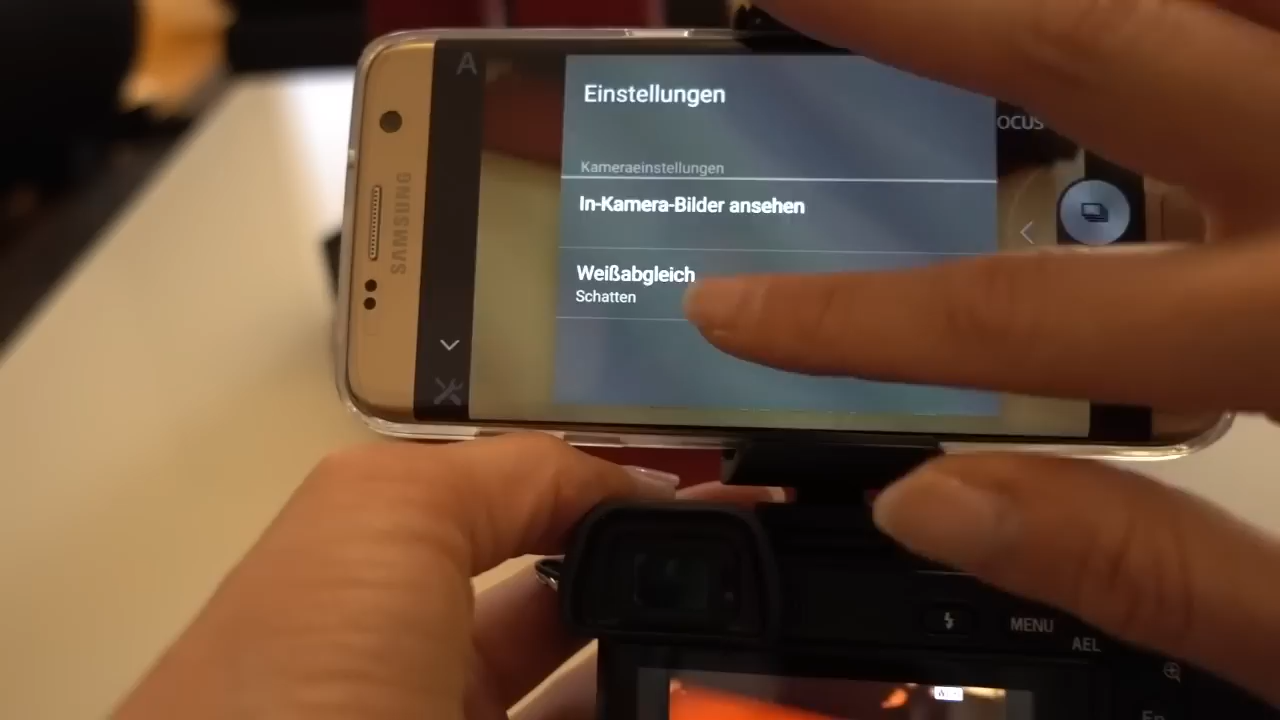 A
Einstellungen
OCUS
Kameraeinstellungen
In-Kamera-Bilder ansehen
Weißabgleich
Schatten
SAMSUNG
MENU
AEL